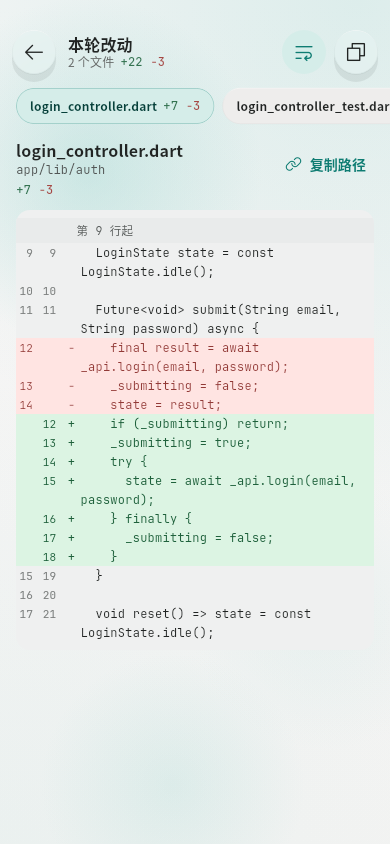 本轮改动
2 个文件 +22 -3
login_controller.dart +7 -3
login_controller_test.dar
login_controller.dart
app/lib/auth
+7 -3
复制路径
第 9 行起
9 9 LoginState state = const
LoginState.idle();
10 10
11 11 Future<void> submit(String email,
String password) async {
12 - final result = await
_api.login(email, password);
13 - _submitting = false;
14 - state = result;
12 + if (_submitting) return;
13 + _submitting = true;
14 + try {
15 + state = await _api.login(email,
password);
16 + } finally {
17 + _submitting = false;
18 + }
15 19 }
16 20
17 21 void reset() => state = const
LoginState.idle();